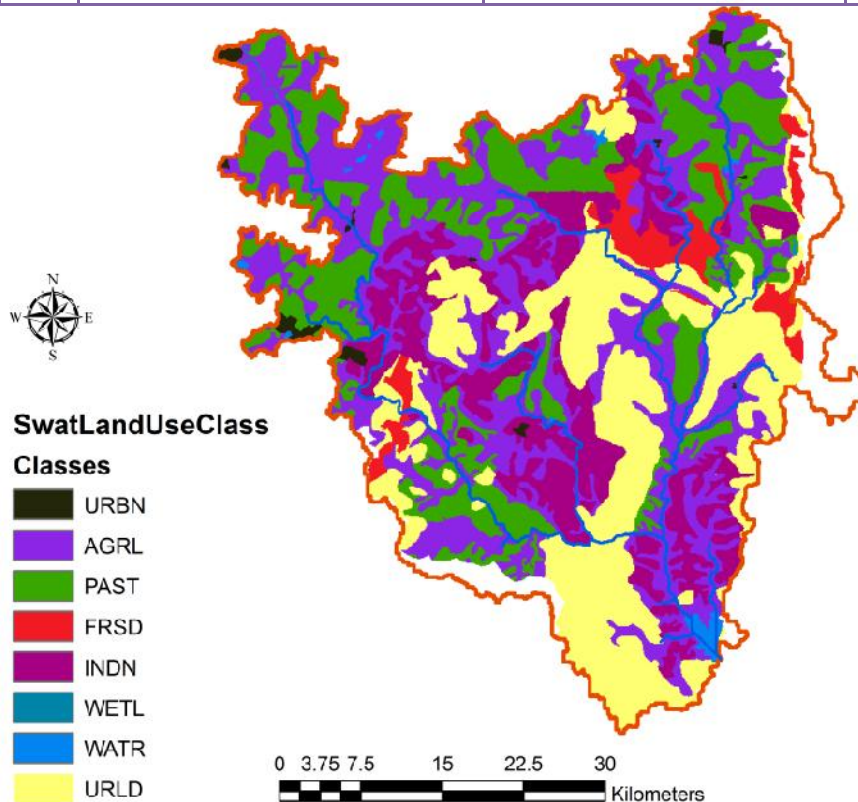 N
W E
S
SwatLandUseClass
Classes
URBN
AGRL
PAST
FRSD
INDN
WETL
WATR
URLD
0 3.75 7.5 15 22.5 30
Kilometers